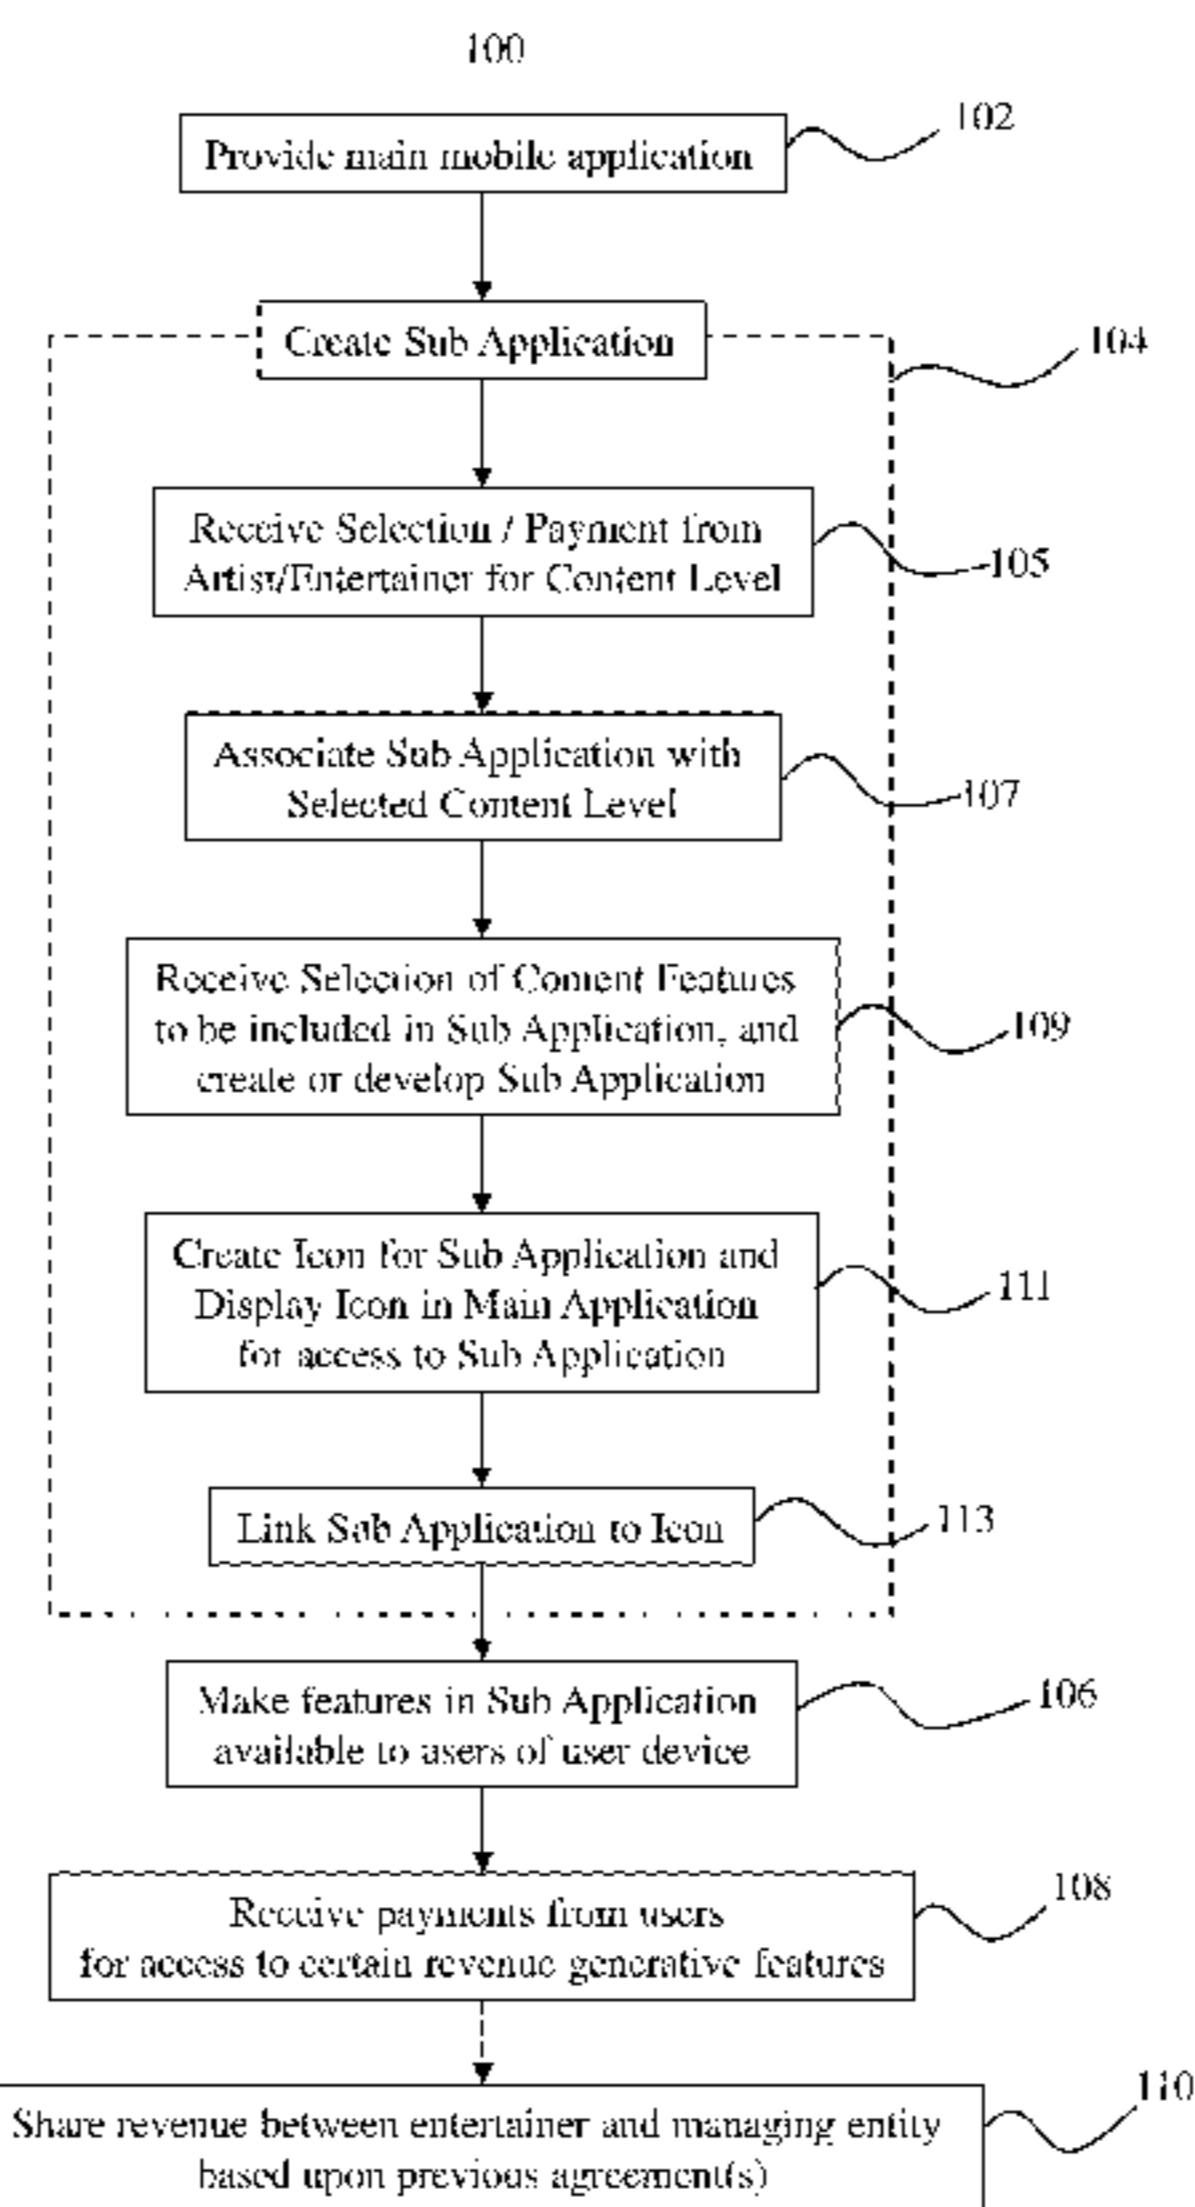 100
Provide main mobile application
102
Create Sub Application
104
Receive Selection / Payment from
Artist/Entertainer for Content Level
105
Associate Sub Application with
Selected Content Level
107
Receive Selection of Content Features
to be included in Sub Application, and
create or develop Sub Application
109
Create Icon for Sub Application and
Display Icon in Main Application
for access to Sub Application
111
Link Sub Application to Icon
113
Make features in Sub Application
available to users of user device
106
Receive payments from users
for access to certain revenue generative features
108
Share revenue between entertainer and managing entity
based upon previous agreement(s)
110